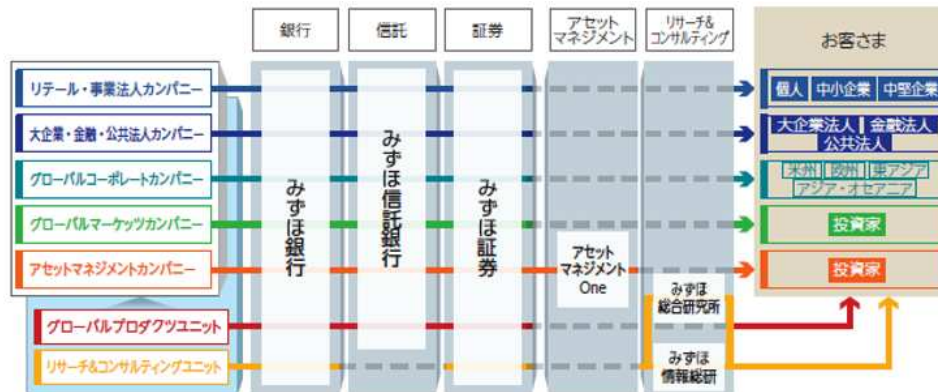 銀行
信託
証券
アセット
マネジメント
リサーチ&
コンサルティング
お客さま
リテール・事業法人カンパニー
大企業・金融・公共法人カンパニー
グローバルコーポレートカンパニー
グローバルマーケッツカンパニー
アセットマネジメントカンパニー
グローバルプロダクツユニット
リサーチ&コンサルティングユニット
みずほ銀行
みずほ信託銀行
みずほ証券
アセット
マネジメント
One
みずほ
総合研究所
みずほ
情報総研
個人 中小企業 中堅企業
大企業法人 金融法人
公共法人
米州 欧州 東アジア
アジア・オセアニア
投資家
投資家